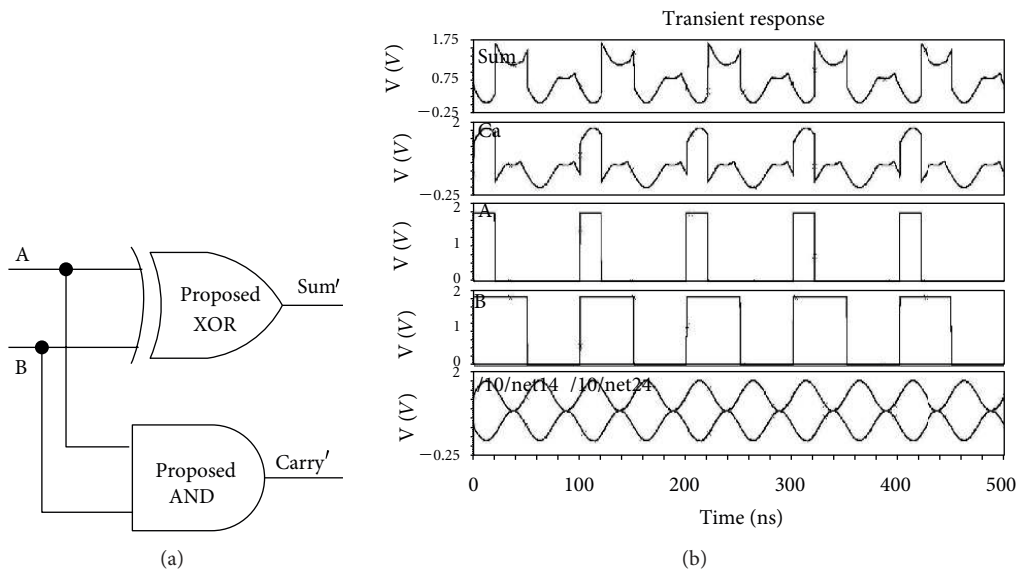 A
B
Proposed
XOR
Sum′
Proposed
AND
Carry′
(a)
Transient response
V (V)
1.75
0.75
−0.25
Sum
V (V)
2
−0.25
Ca
V (V)
2
1
0
A
V (V)
2
1
0
B
V (V)
2
−0.25
/10/net14 /10/net24
0 100 200 300 400 500
Time (ns)
(b)